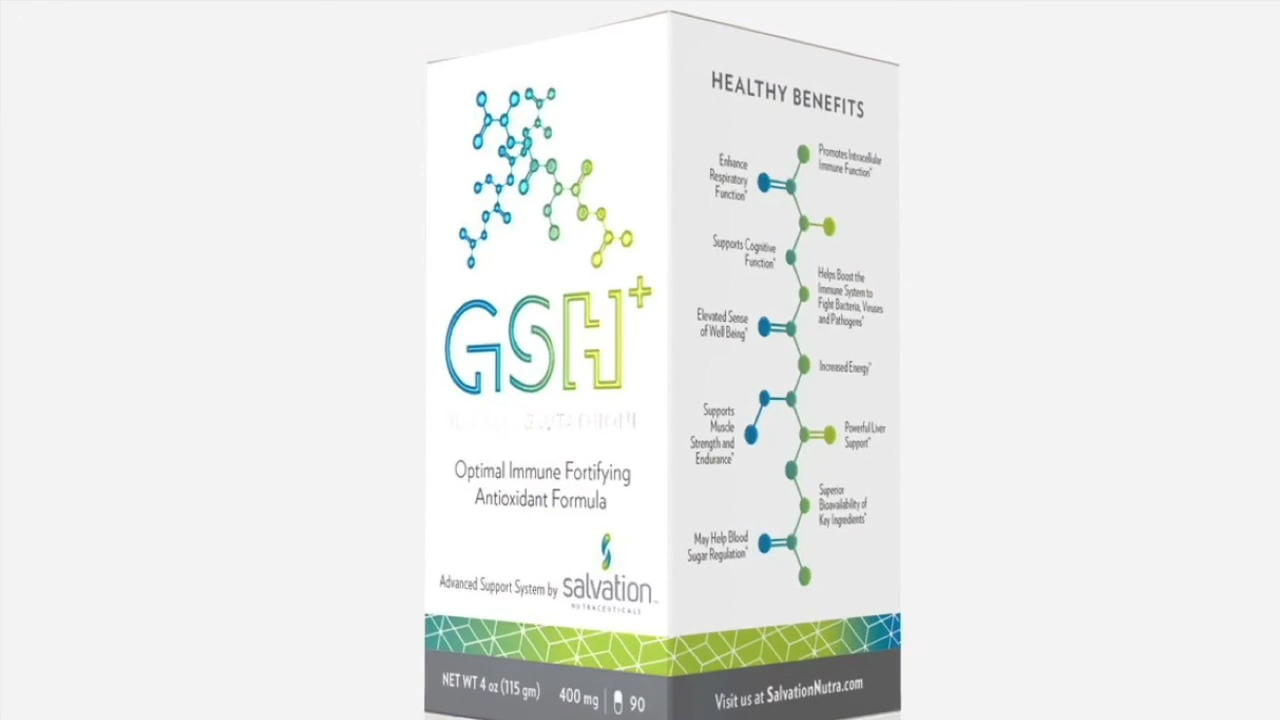 GSH+
GLUTATHIONE
Optimal Immune Fortifying
Antioxidant Formula
Advanced Support System by
salvation
NUTRACEUTICALS
NET WT 4 oz (115 gm)
400 mg
90
HEALTHY BENEFITS
Promotes Intracellular
Immune Function*
Enhance
Respiratory
Function*
Supports Cognitive
Function*
Helps Boost the
Immune System to
Fight Bacteria, Viruses
and Pathogens*
Elevated Sense
of Well Being*
Increased Energy*
Supports
Muscle
Strength and
Endurance*
Powerful Liver
Support*
Superior
Bioavailability of
Key Ingredients*
May Help Blood
Sugar Regulation*
Visit us at SalvationNutra.com